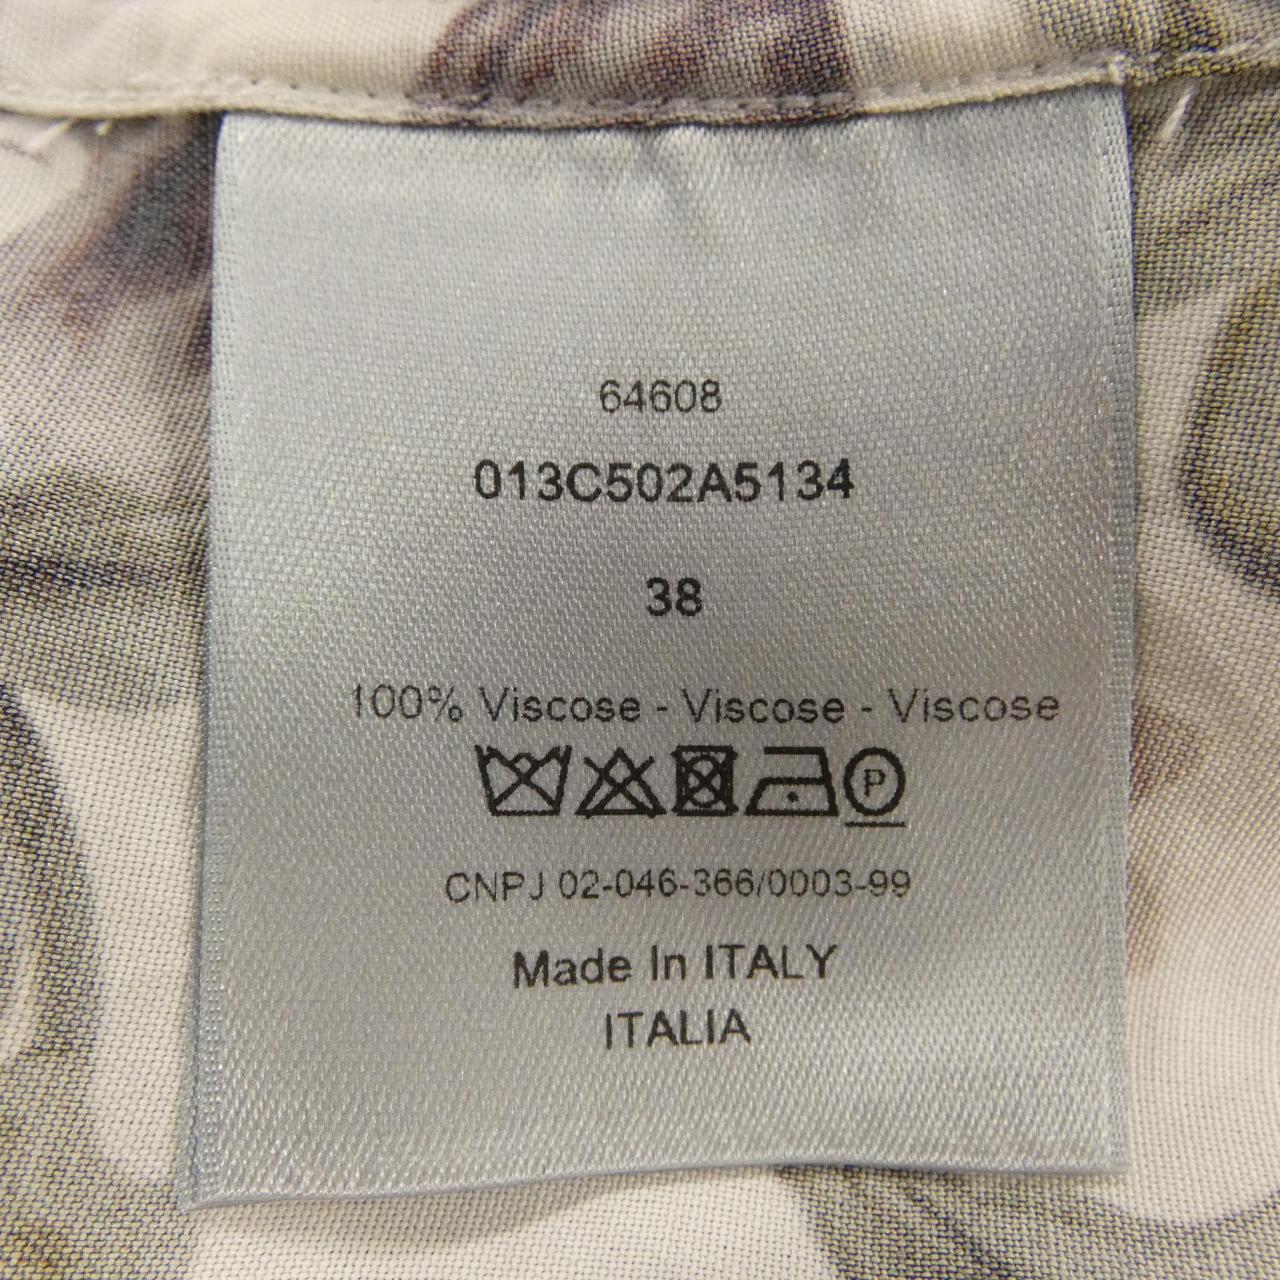 64608
013C502A5134
38
100% Viscose - Viscose - Viscose
P
CNPJ 02-046-366/0003-99
Made In ITALY
ITALIA